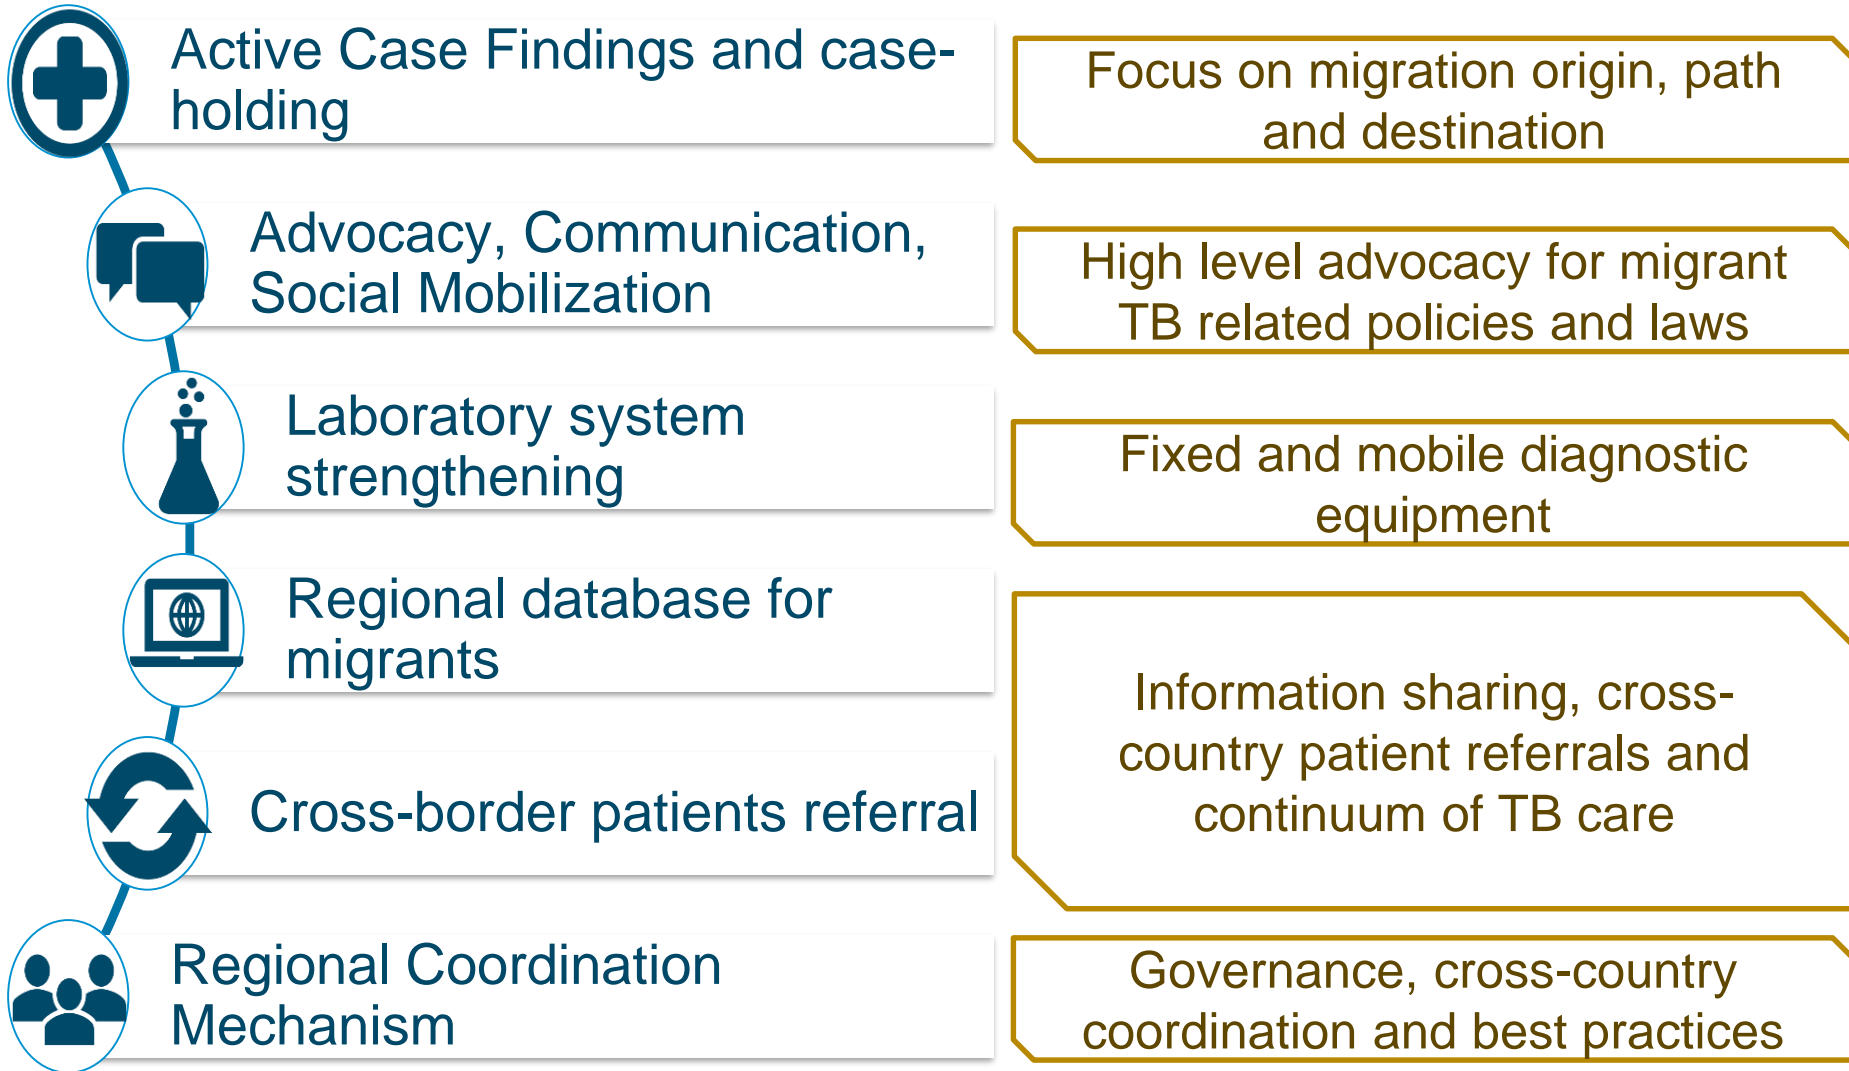 Active Case Findings and case-
holding
Focus on migration origin, path
and destination
Advocacy, Communication,
Social Mobilization
High level advocacy for migrant
TB related policies and laws
Laboratory system
strengthening
Fixed and mobile diagnostic
equipment
Regional database for
migrants
Cross-border patients referral
Information sharing, cross-
country patient referrals and
continuum of TB care
Regional Coordination
Mechanism
Governance, cross-country
coordination and best practices